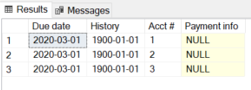 Results Messages
Due date History Acct # Payment info
1 2020-03-01 1900-01-01 1 NULL
2 2020-03-01 1900-01-01 2 NULL
3 2020-03-01 1900-01-01 3 NULL